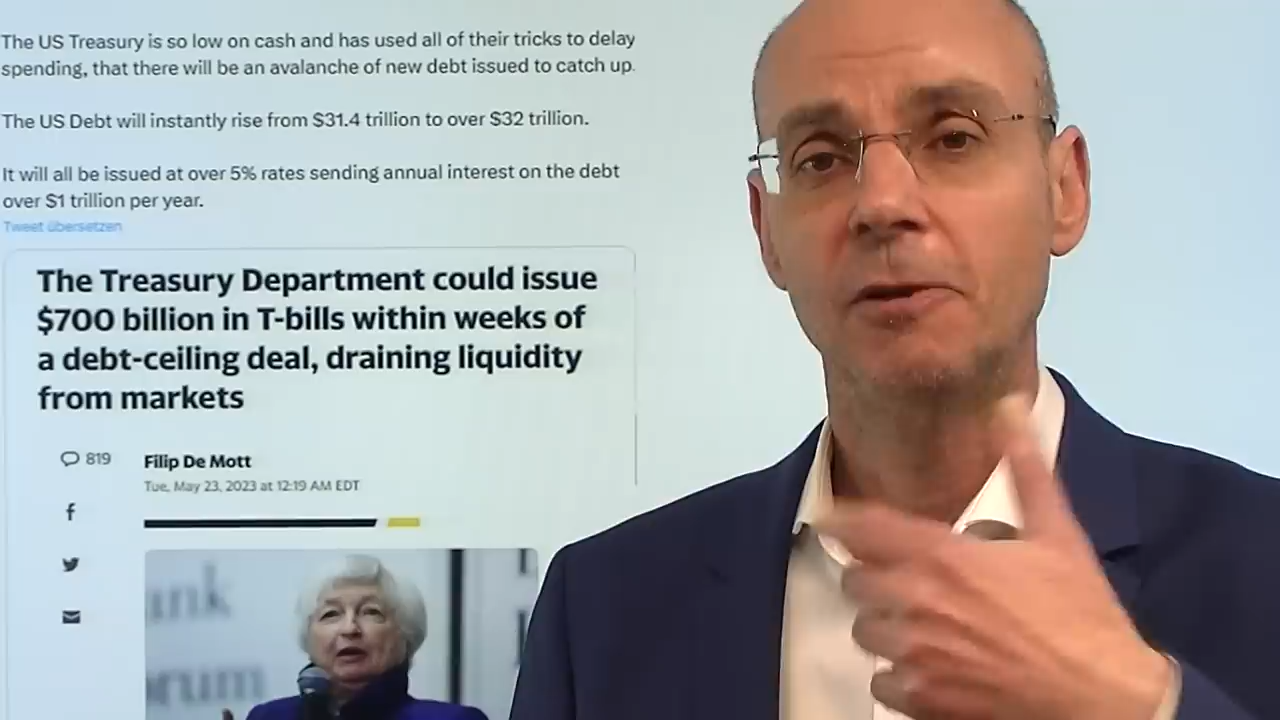 The US Treasury is so low on cash and has used all of their tricks to delay
spending, that there will be an avalanche of new debt issued to catch up.
The US Debt will instantly rise from $31.4 trillion to over $32 trillion.
It will all be issued at over 5% rates sending annual interest on the debt
over $1 trillion per year.
Tweet übersetzen
The Treasury Department could issue
$700 billion in T-bills within weeks of
a debt-ceiling deal, draining liquidity
from markets
819
Filip De Mott
Tue, May 23, 2023 at 12:19 AM EDT